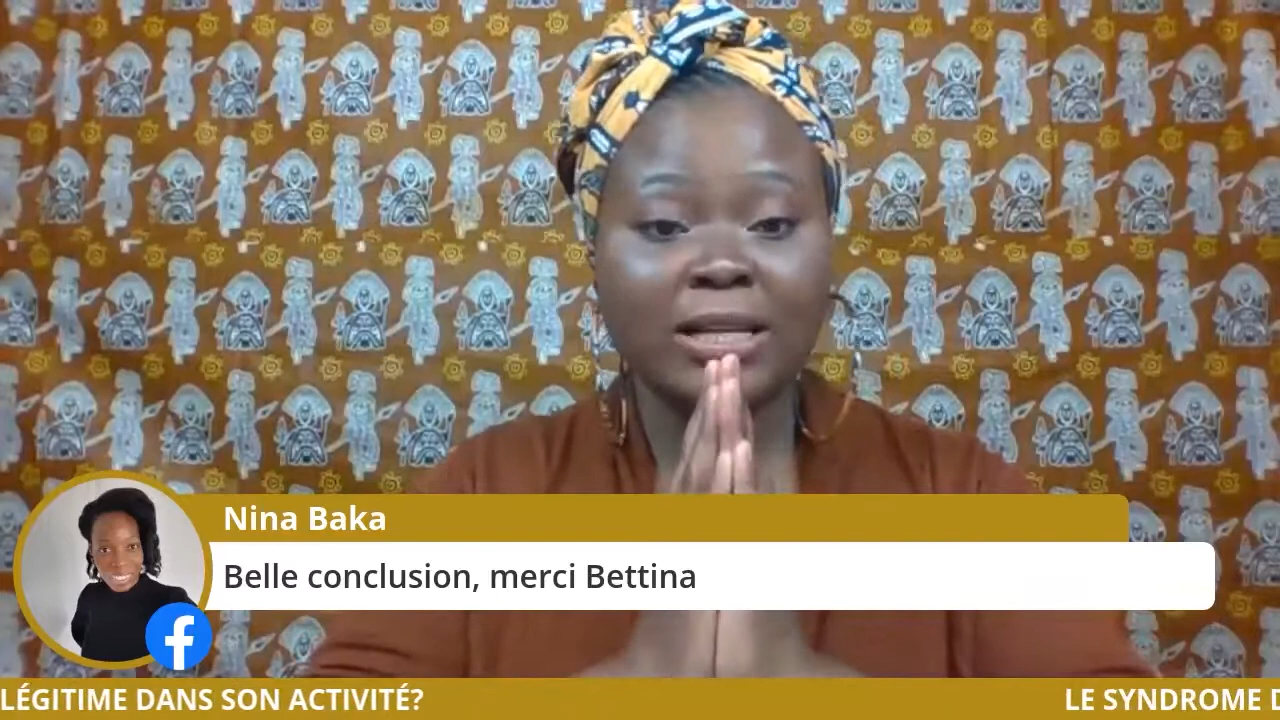 Nina Baka
Belle conclusion, merci Bettina
LÉGITIME DANS SON ACTIVITÉ?
LE SYNDROME D